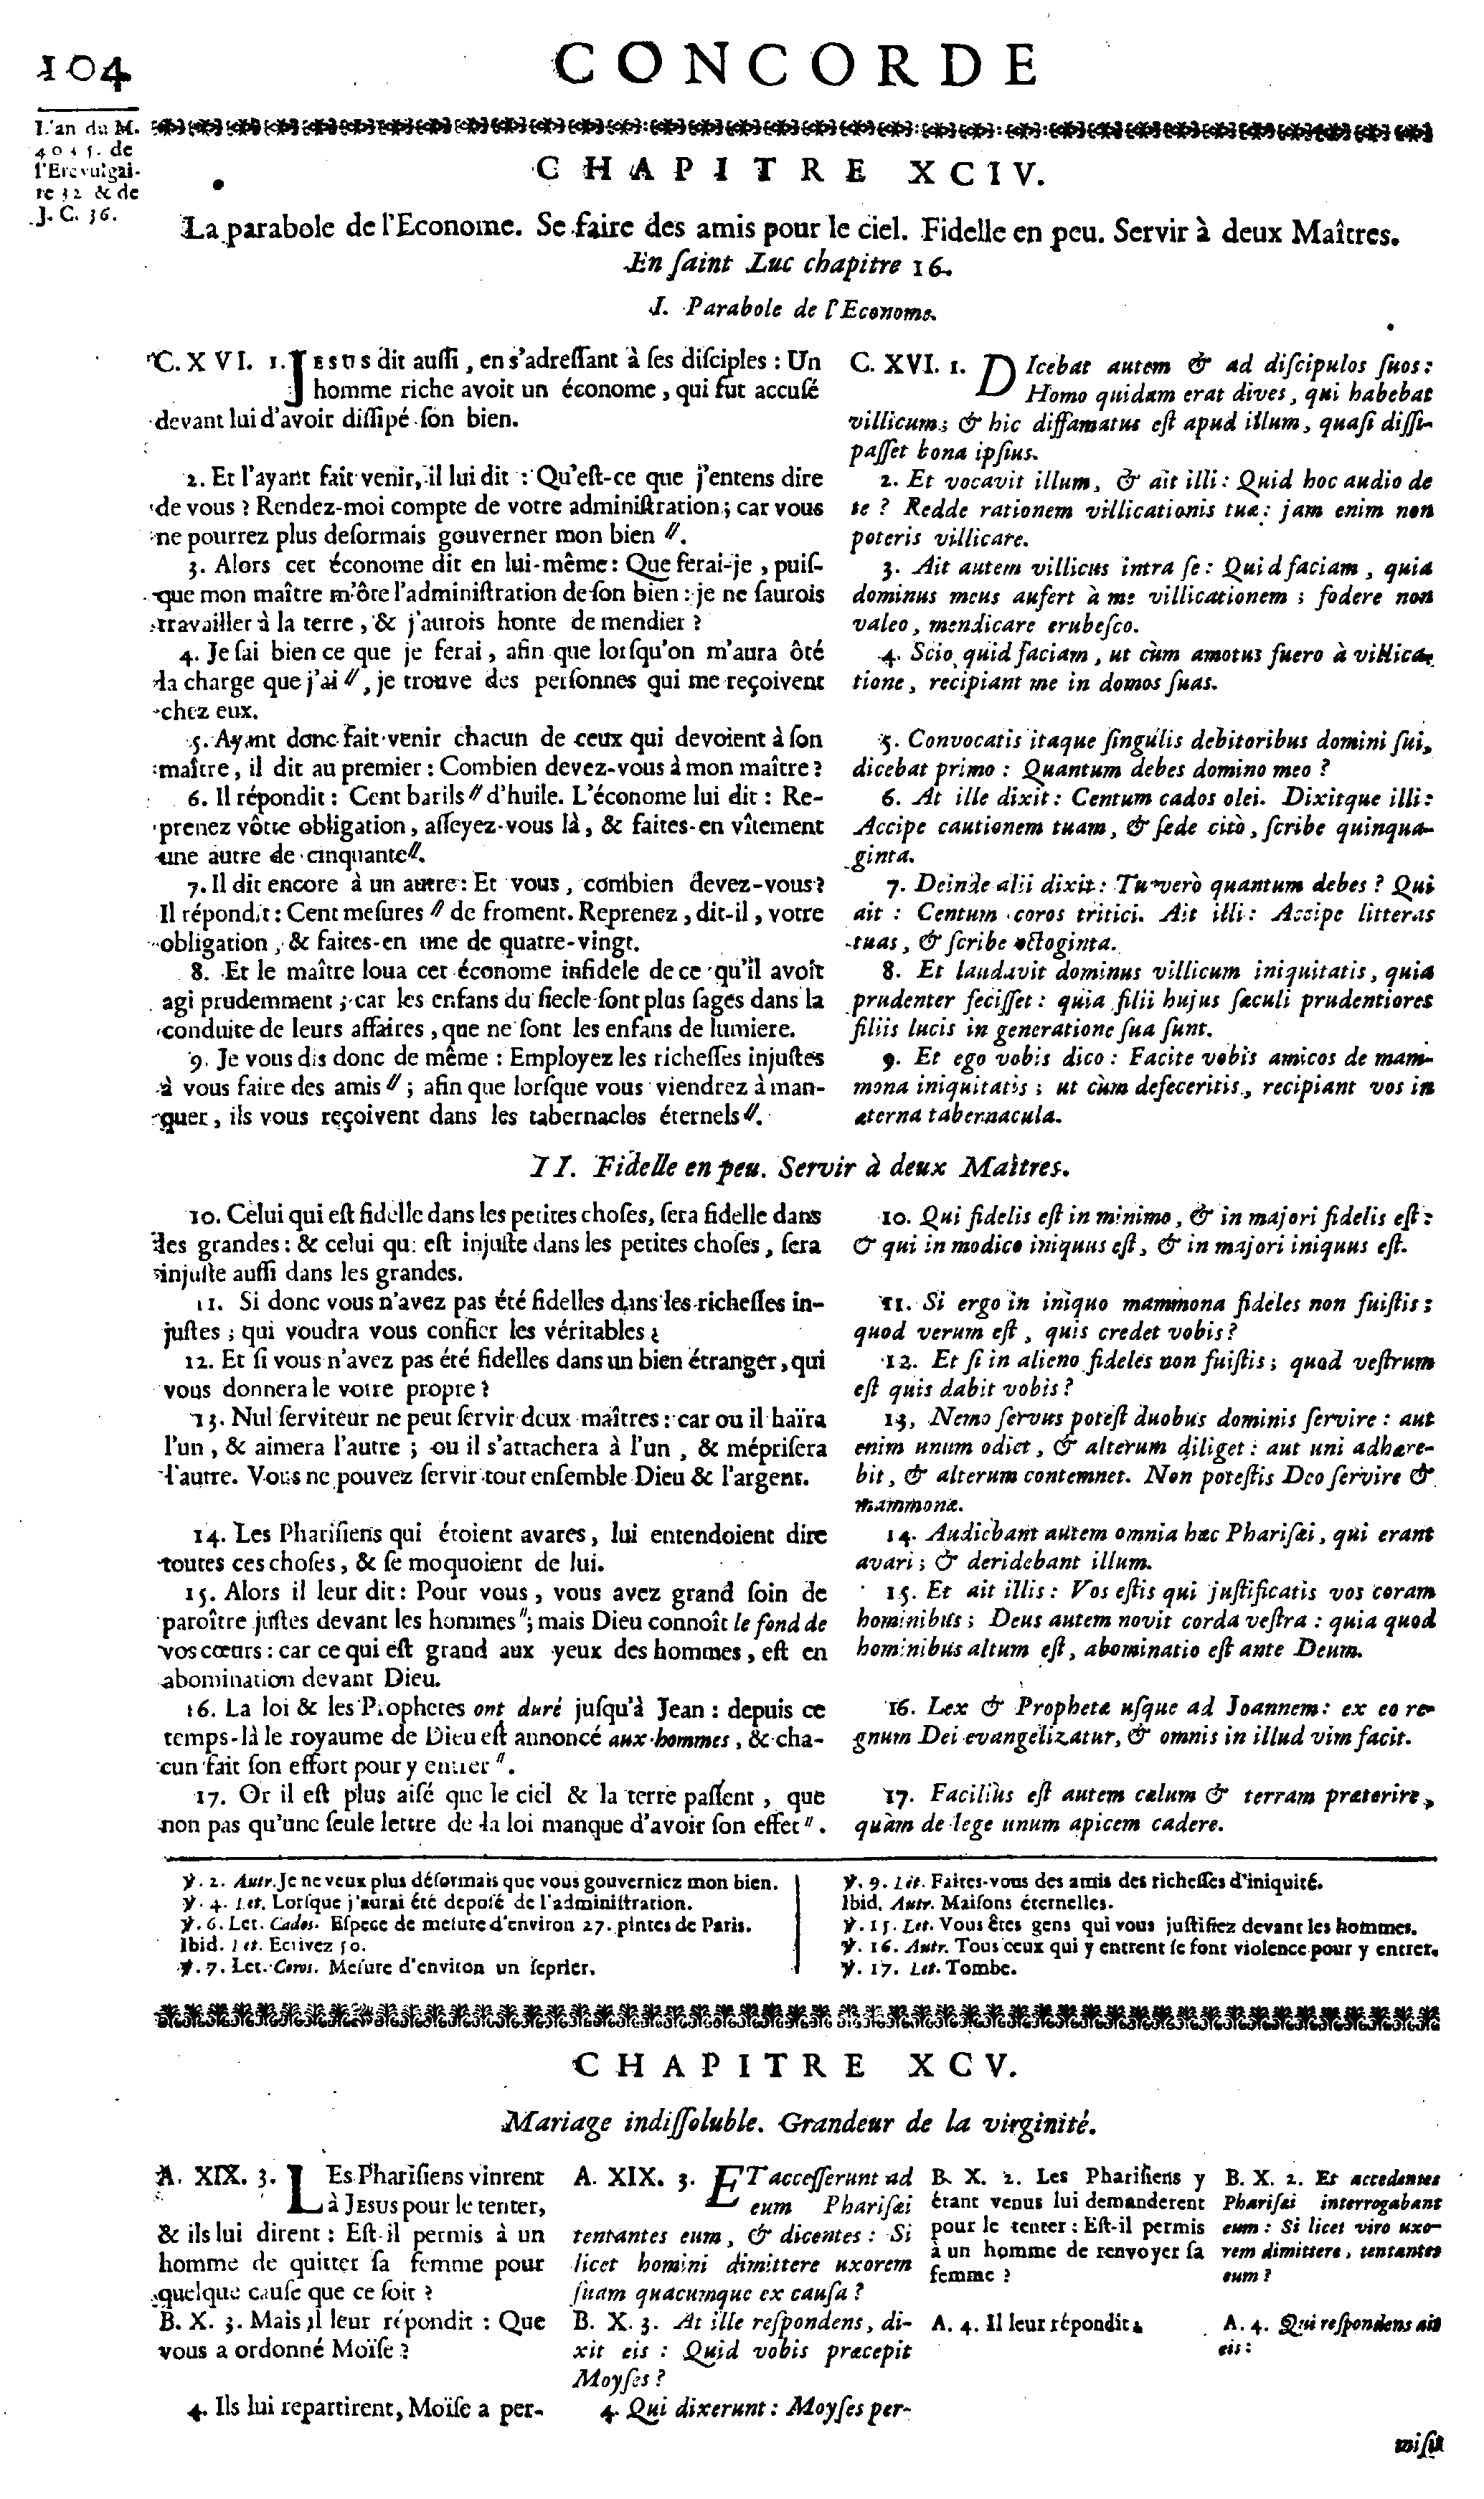 104
CONCORDE
L'an du M.
4035. de
l'Ere vulgai-
re 32 & de
J. C. 36.
CHAPITRE XCIV.
La parabole de l'Econome. Se faire des amis pour le ciel. Fidelle en peu. Servir à deux Maîtres.
En ſaint Luc chapitre 16.
I. Parabole de l'Econome.
C. XVI. 1. JESUS dit auſſi, en s'adreſſant à ſes diſciples : Un
homme riche avoit un économe, qui fut accuſé
devant lui d'avoir diſſipé ſon bien.
2. Et l'ayant fait venir, il lui dit : Qu'eſt-ce que j'entens dire
de vous ? Rendez-moi compte de votre adminiſtration ; car vous
ne pourrez plus deſormais gouverner mon bien //.
3. Alors cet économe dit en lui-même : Que ferai-je, puiſ-
que mon maître m'ôte l'adminiſtration de ſon bien : je ne ſaurois
travailler à la terre, & j'aurois honte de mendier ?
4. Je ſai bien ce que je ferai, afin que lorſqu'on m'aura ôté
la charge que j'ai //, je trouve des perſonnes qui me reçoivent
chez eux.
5. Ayant donc fait venir chacun de ceux qui devoient à ſon
maître, il dit au premier : Combien devez-vous à mon maître ?
6. Il répondit : Cent barils // d'huile. L'économe lui dit : Re-
prenez vôtre obligation, aſſeyez-vous là, & faites-en vîtement
une autre de cinquante //.
7. Il dit encore à un autre : Et vous, combien devez-vous ?
Il répondit : Cent meſures // de froment. Reprenez, dit-il, votre
obligation, & faites-en une de quatre-vingt.
8. Et le maître loua cet économe infidele de ce qu'il avoit
agi prudemment ; car les enfans du ſiecle ſont plus ſages dans la
conduite de leurs affaires, que ne ſont les enfans de lumiere.
9. Je vous dis donc de même : Employez les richeſſes injuſtes
à vous faire des amis // ; afin que lorſque vous viendrez à man-
quer, ils vous reçoivent dans les tabernacles éternels //.
C. XVI. 1. DIcebat autem & ad diſcipulos ſuos :
Homo quidam erat dives, qui habebat
villicum ; & hic diffamatus eſt apud illum, quaſi diſſi-
paſſet bona ipſius.
2. Et vocavit illum, & ait illi : Quid hoc audio de
te ? Redde rationem villicationis tuæ : jam enim non
poteris villicare.
3. Ait autem villicus intra ſe : Quid faciam, quia
dominus meus aufert à me villicationem ; fodere non
valeo, mendicare erubeſco.
4. Scio quid faciam, ut cùm amotus fuero à villica-
tione, recipiant me in domos ſuas.
5. Convocatis itaque ſingulis debitoribus domini ſui,
dicebat primo : Quantum debes domino meo ?
6. At ille dixit : Centum cados olei. Dixitque illi :
Accipe cautionem tuam, & ſede citò, ſcribe quinqua-
ginta.
7. Deinde alii dixit : Tu verò quantum debes ? Qui
ait : Centum coros tritici. Ait illi : Accipe litteras
tuas, & ſcribe octoginta.
8. Et laudavit dominus villicum iniquitatis, quia
prudenter feciſſet : quia filii hujus ſæculi prudentiores
filiis lucis in generatione ſua ſunt.
9. Et ego vobis dico : Facite vobis amicos de mam-
mona iniquitatis ; ut cùm defeceritis, recipiant vos in
æterna tabernacula.
II. Fidelle en peu. Servir à deux Maîtres.
10. Celui qui eſt fidelle dans les petites choſes, ſera fidelle dans
les grandes : & celui qui eſt injuſte dans les petites choſes, ſera
injuſte auſſi dans les grandes.
11. Si donc vous n'avez pas été fidelles dans les richeſſes in-
juſtes ; qui voudra vous confier les véritables ?
12. Et ſi vous n'avez pas été fidelles dans un bien étranger, qui
vous donnera le votre propre ?
13. Nul ſerviteur ne peut ſervir deux maîtres : car ou il haïra
l'un, & aimera l'autre ; ou il s'attachera à l'un, & mépriſera
l'autre. Vous ne pouvez ſervir tout enſemble Dieu & l'argent.
14. Les Phariſiens qui étoient avares, lui entendoient dire
toutes ces choſes, & ſe moquoient de lui.
15. Alors il leur dit : Pour vous, vous avez grand ſoin de
paroître juſtes devant les hommes // ; mais Dieu connoît le fond de
vos cœurs : car ce qui eſt grand aux yeux des hommes, eſt en
abomination devant Dieu.
16. La loi & les Prophetes ont duré juſqu'à Jean : depuis ce
temps-là le royaume de Dieu eſt annoncé aux hommes, & cha-
cun fait ſon effort pour y entrer //.
17. Or il eſt plus aiſé que le ciel & la terre paſſent, que
non pas qu'une ſeule lettre de la loi manque d'avoir ſon effet //.
10. Qui fidelis eſt in minimo, & in majori fidelis eſt :
& qui in modico iniquus eſt, & in majori iniquus eſt.
11. Si ergo in iniquo mammona fideles non fuiſtis :
quod verum eſt, quis credet vobis ?
12. Et ſi in alieno fideles non fuiſtis ; quod veſtrum
eſt quis dabit vobis ?
13. Nemo ſervus poteſt duobus dominis ſervire : aut
enim unum odiet, & alterum diliget : aut uni adhære-
bit, & alterum contemnet. Non poteſtis Deo ſervire &
mammonæ.
14. Audiebant autem omnia hæc Phariſæi, qui erant
avari ; & deridebant illum.
15. Et ait illis : Vos eſtis qui juſtificatis vos coram
hominibus ; Deus autem novit corda veſtra : quia quod
hominibus altum eſt, abominatio eſt ante Deum.
16. Lex & Prophetæ uſque ad Joannem : ex eo re-
gnum Dei evangelizatur, & omnis in illud vim facit.
17. Faciliùs eſt autem cælum & terram præterire,
quàm de lege unum apicem cadere.
℣. 2. Autr. Je ne veux plus déſormais que vous gouverniez mon bien.
℣. 4. Let. Lorſque j'aurai été depoſé de l'adminiſtration.
℣. 6. Let. Cados. Eſpece de meſure d'environ 27. pintes de Paris.
Ibid. Let. Ecrivez 50.
℣. 7. Let. Coros. Meſure d'environ un ſeptier.
℣. 9. Lit. Faites-vous des amis des richeſſes d'iniquité.
Ibid. Autr. Maiſons éternelles.
℣. 15. Let. Vous êtes gens qui vous juſtifiez devant les hommes.
℣. 16. Autr. Tous ceux qui y entrent ſe font violence pour y entrer.
℣. 17. Let. Tombe.
CHAPITRE XCV.
Mariage indiſſoluble. Grandeur de la virginité.
A. XIX. 3. LEs Phariſiens vinrent
à JESUS pour le tenter,
& ils lui dirent : Eſt-il permis à un
homme de quitter ſa femme pour
quelque cauſe que ce ſoit ?
B. X. 3. Mais il leur répondit : Que
vous a ordonné Moïſe ?
4. Ils lui repartirent, Moïſe a per-
A. XIX. 3. ET acceſſerunt ad
eum Phariſæi
tentantes eum, & dicentes : Si
licet homini dimittere uxorem
ſuam quacumque ex cauſa ?
B. X. 3. At ille reſpondens, di-
xit eis : Quid vobis præcepit
Moyſes ?
4. Qui dixerunt : Moyſes per-
B. X. 2. Les Phariſiens y
étant venus lui demanderent
pour le tenter : Eſt-il permis
à un homme de renvoyer ſa
femme ?
A. 4. Il leur répondit :
B. X. 2. Et accedentes
Phariſæi interrogabant
eum : Si licet viro uxo-
rem dimittere, tentantes
eum ?
A. 4. Qui reſpondens ait
eis :
miſit